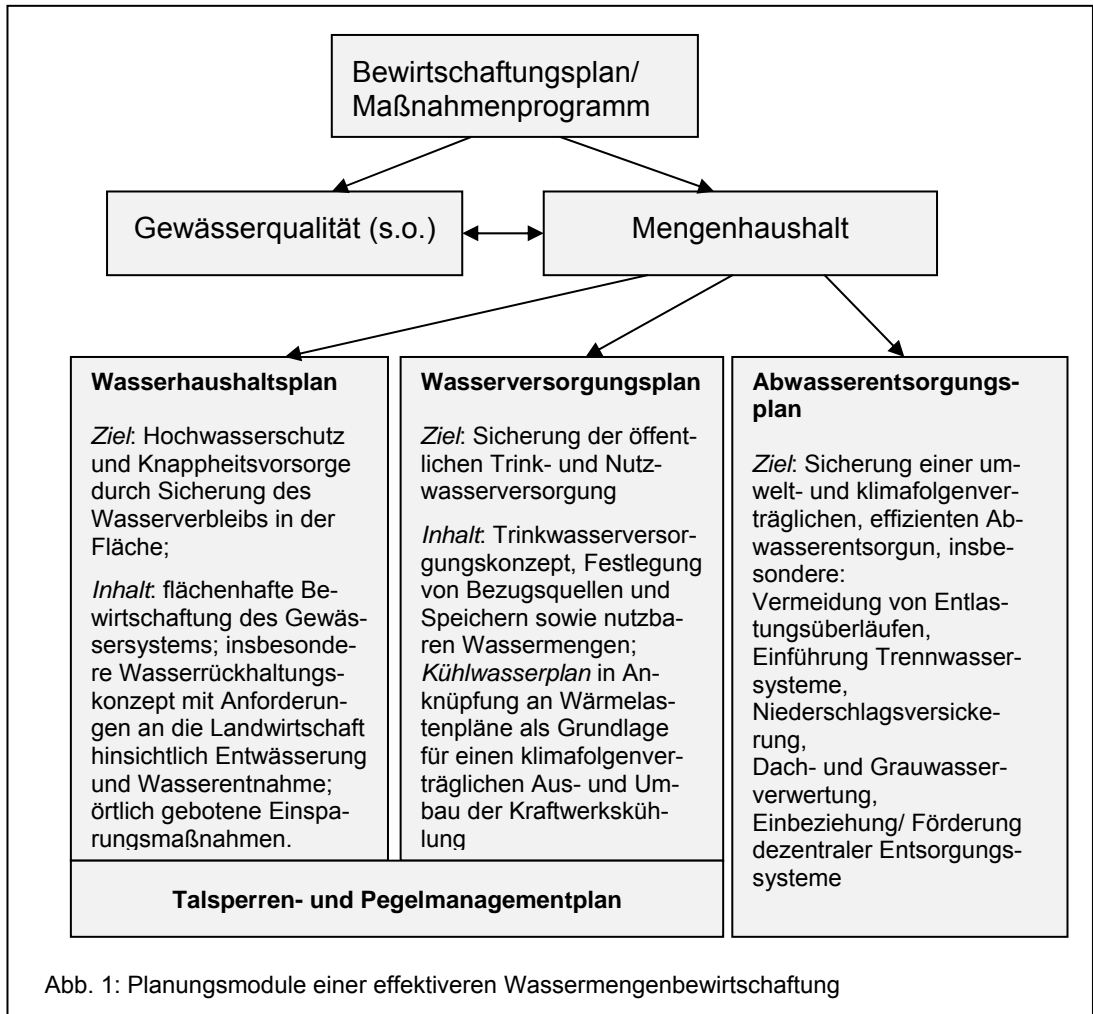 Bewirtschaftungsplan/
Maßnahmenprogramm
Gewässerqualität (s.o.)
Mengenhaushalt
Wasserhaushaltsplan
Ziel: Hochwasserschutz
und Knappheitsvorsorge
durch Sicherung des
Wasserverbleibs in der
Fläche;
Inhalt: flächenhafte Be-
wirtschaftung des Gewäs-
sersystems; insbesonde-
re Wasserrückhaltungs-
konzept mit Anforderun-
gen an die Landwirtschaft
hinsichtlich Entwässerung
und Wasserentnahme;
örtlich gebotene Einspa-
rungsmaßnahmen.
Wasserversorgungsplan
Ziel: Sicherung der öffent-
lichen Trink- und Nutz-
wasserversorgung
Inhalt: Trinkwasserversor-
gungskonzept, Festlegung
von Bezugsquellen und
Speichern sowie nutzba-
ren Wassermengen;
Kühlwasserplan in An-
knüpfung an Wärmelas-
tenpläne als Grundlage
für einen klimafolgenver-
träglichen Aus- und Um-
bau der Kraftwerksküh-
lung
Abwasserentsorgungs-
plan
Ziel: Sicherung einer um-
welt- und klimafolgenver-
träglichen, effizienten Ab-
wasserentsorgun, insbe-
sondere:
Vermeidung von Entlas-
tungsüberläufen,
Einführung Trennwasser-
systeme,
Niederschlagsversicke-
rung,
Dach- und Grauwasser-
verwertung,
Einbeziehung/ Förderung
dezentraler Entsorgungs-
systeme
Talsperren- und Pegelmanagementplan
Abb. 1: Planungsmodule einer effektiveren Wassermengenbewirtschaftung